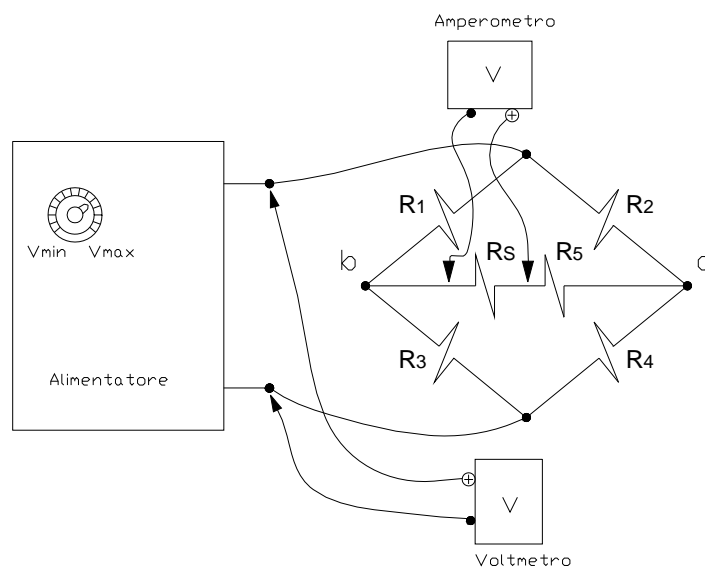 Amperometro
V
R1
R2
Vmin Vmax
b
RS
R5
R3
R4
Alimentatore
V
Voltmetro